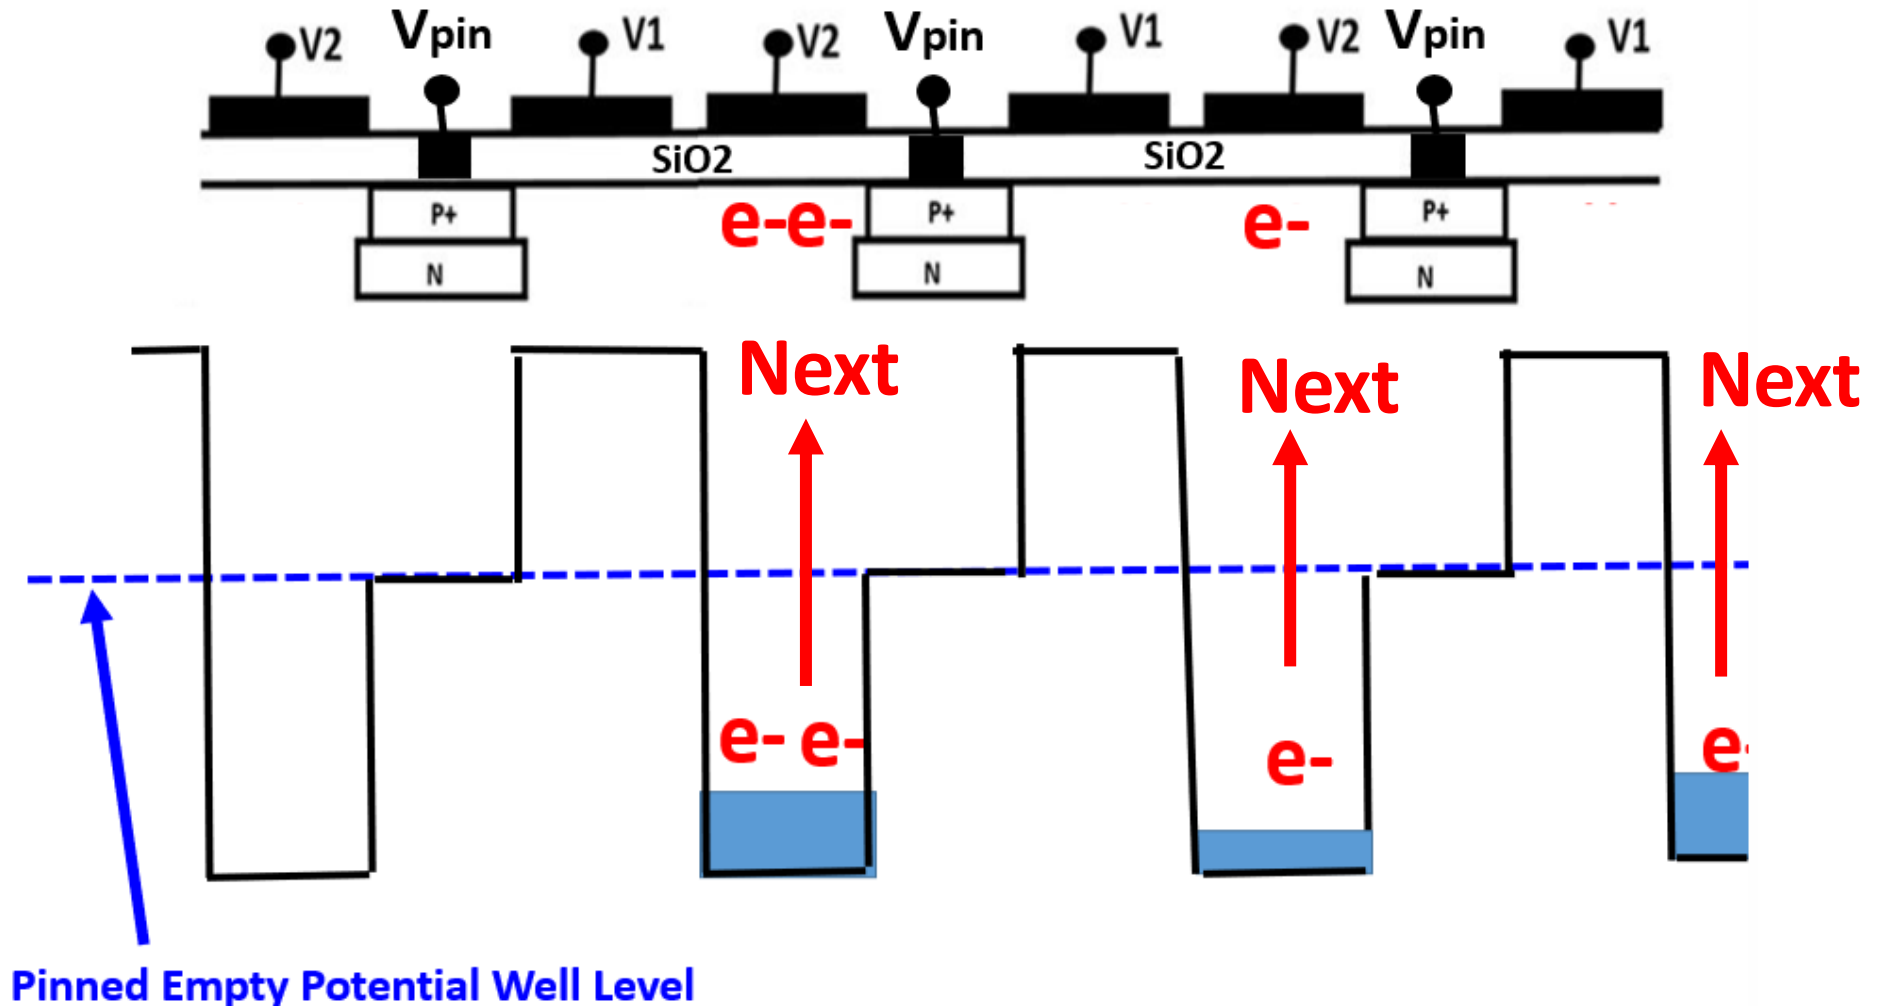 V2 Vpin V1 V2 Vpin V1 V2 Vpin V1
SiO2 SiO2
e-e- e-
P+ P+ P+
N N N
Next Next Next
e- e- e- e-
Pinned Empty Potential Well Level